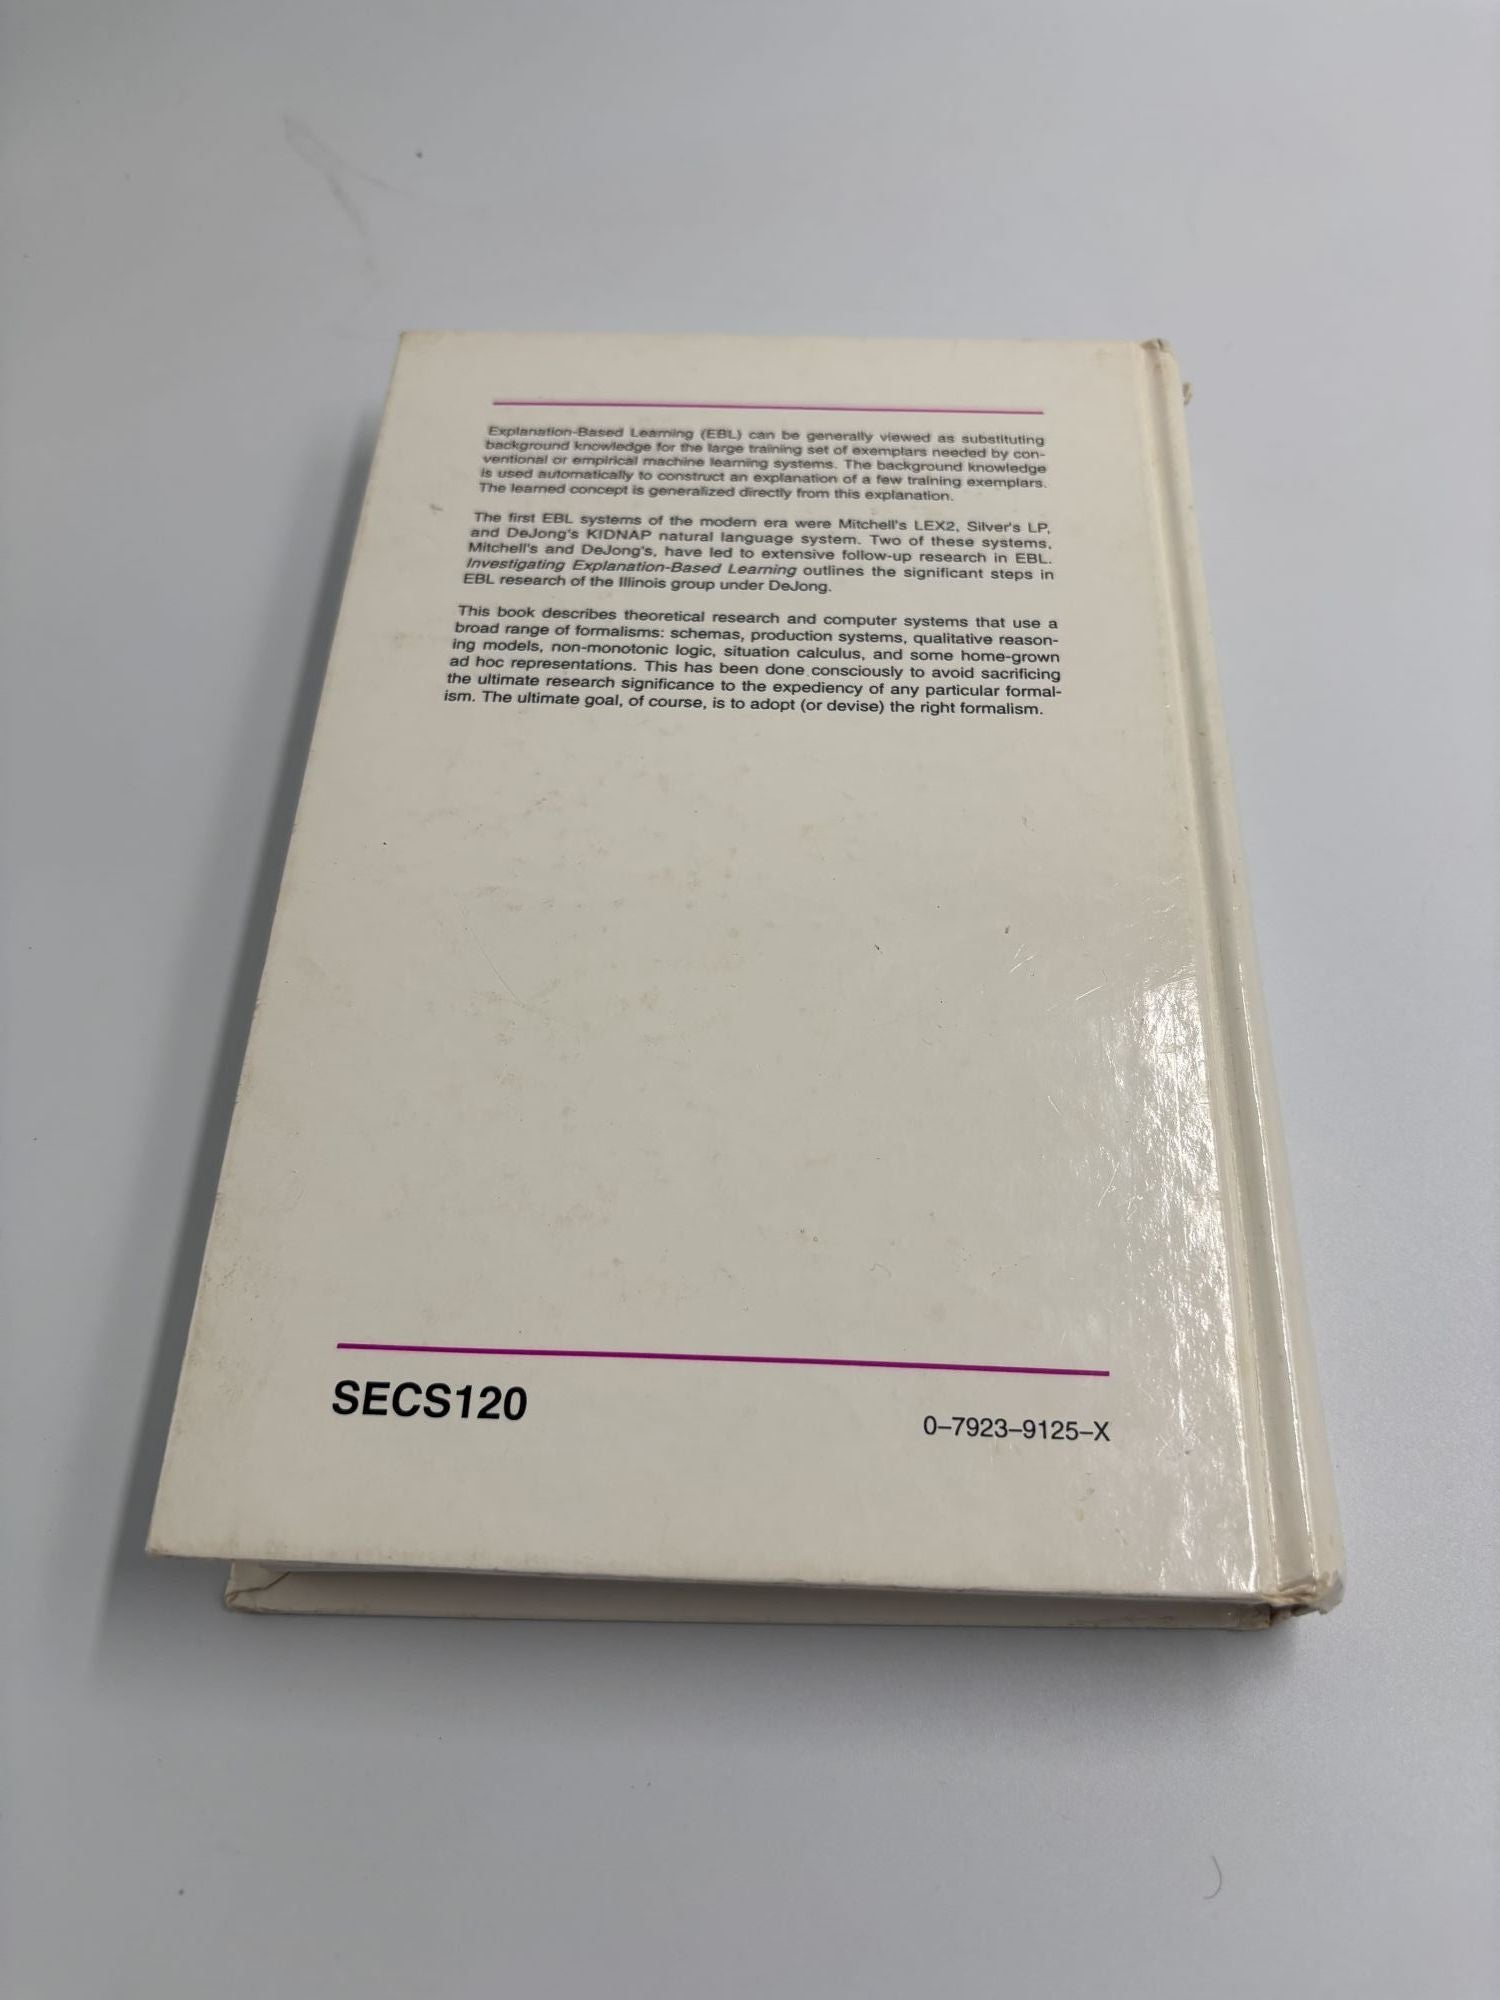 Explanation-Based Learning (EBL) can be generally viewed as substituting
background knowledge for the large training set of exemplars needed by con-
ventional or empirical machine learning systems. The background knowledge
is used automatically to construct an explanation of a few training exemplars.
The learned concept is generalized directly from this explanation.
The first EBL systems of the modern era were Mitchell's LEX2, Silver's LP,
and DeJong's KIDNAP natural language system. Two of these systems,
Mitchell's and DeJong's, have led to extensive follow-up research in EBL.
Investigating Explanation-Based Learning outlines the significant steps in
EBL research of the Illinois group under DeJong.
This book describes theoretical research and computer systems that use a
broad range of formalisms: schemas, production systems, qualitative reason-
ing models, non-monotonic logic, situation calculus, and some home-grown
ad hoc representations. This has been done consciously to avoid sacrificing
the ultimate research significance to the expediency of any particular formal-
ism. The ultimate goal, of course, is to adopt (or devise) the right formalism.
SECS120
0–7923–9125–X